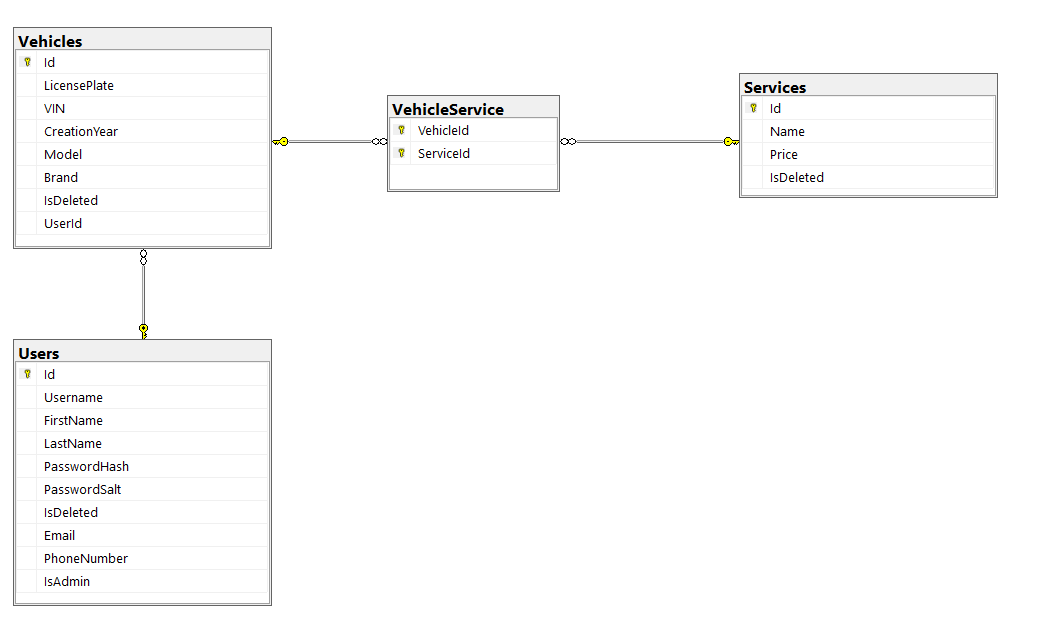 Vehicles
Id
LicensePlate
VIN
CreationYear
Model
Brand
IsDeleted
UserId
VehicleService
VehicleId
ServiceId
Services
Id
Name
Price
IsDeleted
Users
Id
Username
FirstName
LastName
PasswordHash
PasswordSalt
IsDeleted
Email
PhoneNumber
IsAdmin